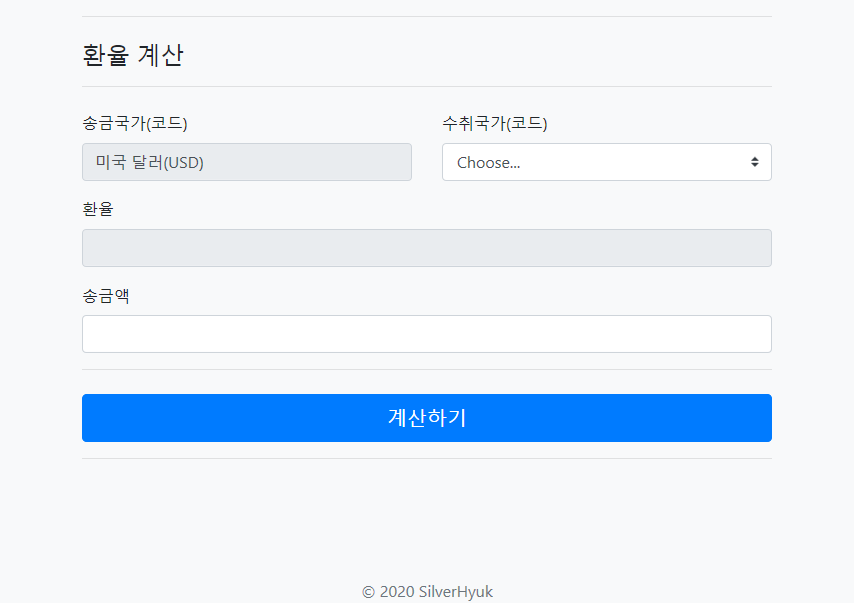 환율 계산
송금국가(코드)
수취국가(코드)
미국 달러(USD)
Choose...
환율
송금액
계산하기
© 2020 SilverHyuk